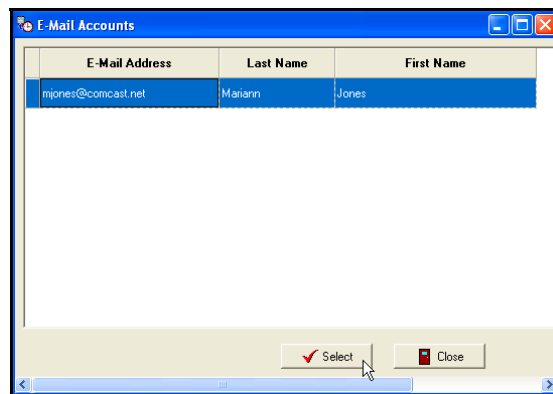 E-Mail Accounts
E-Mail Address Last Name First Name
mjones@comcast.net Mariann Jones
Select Close